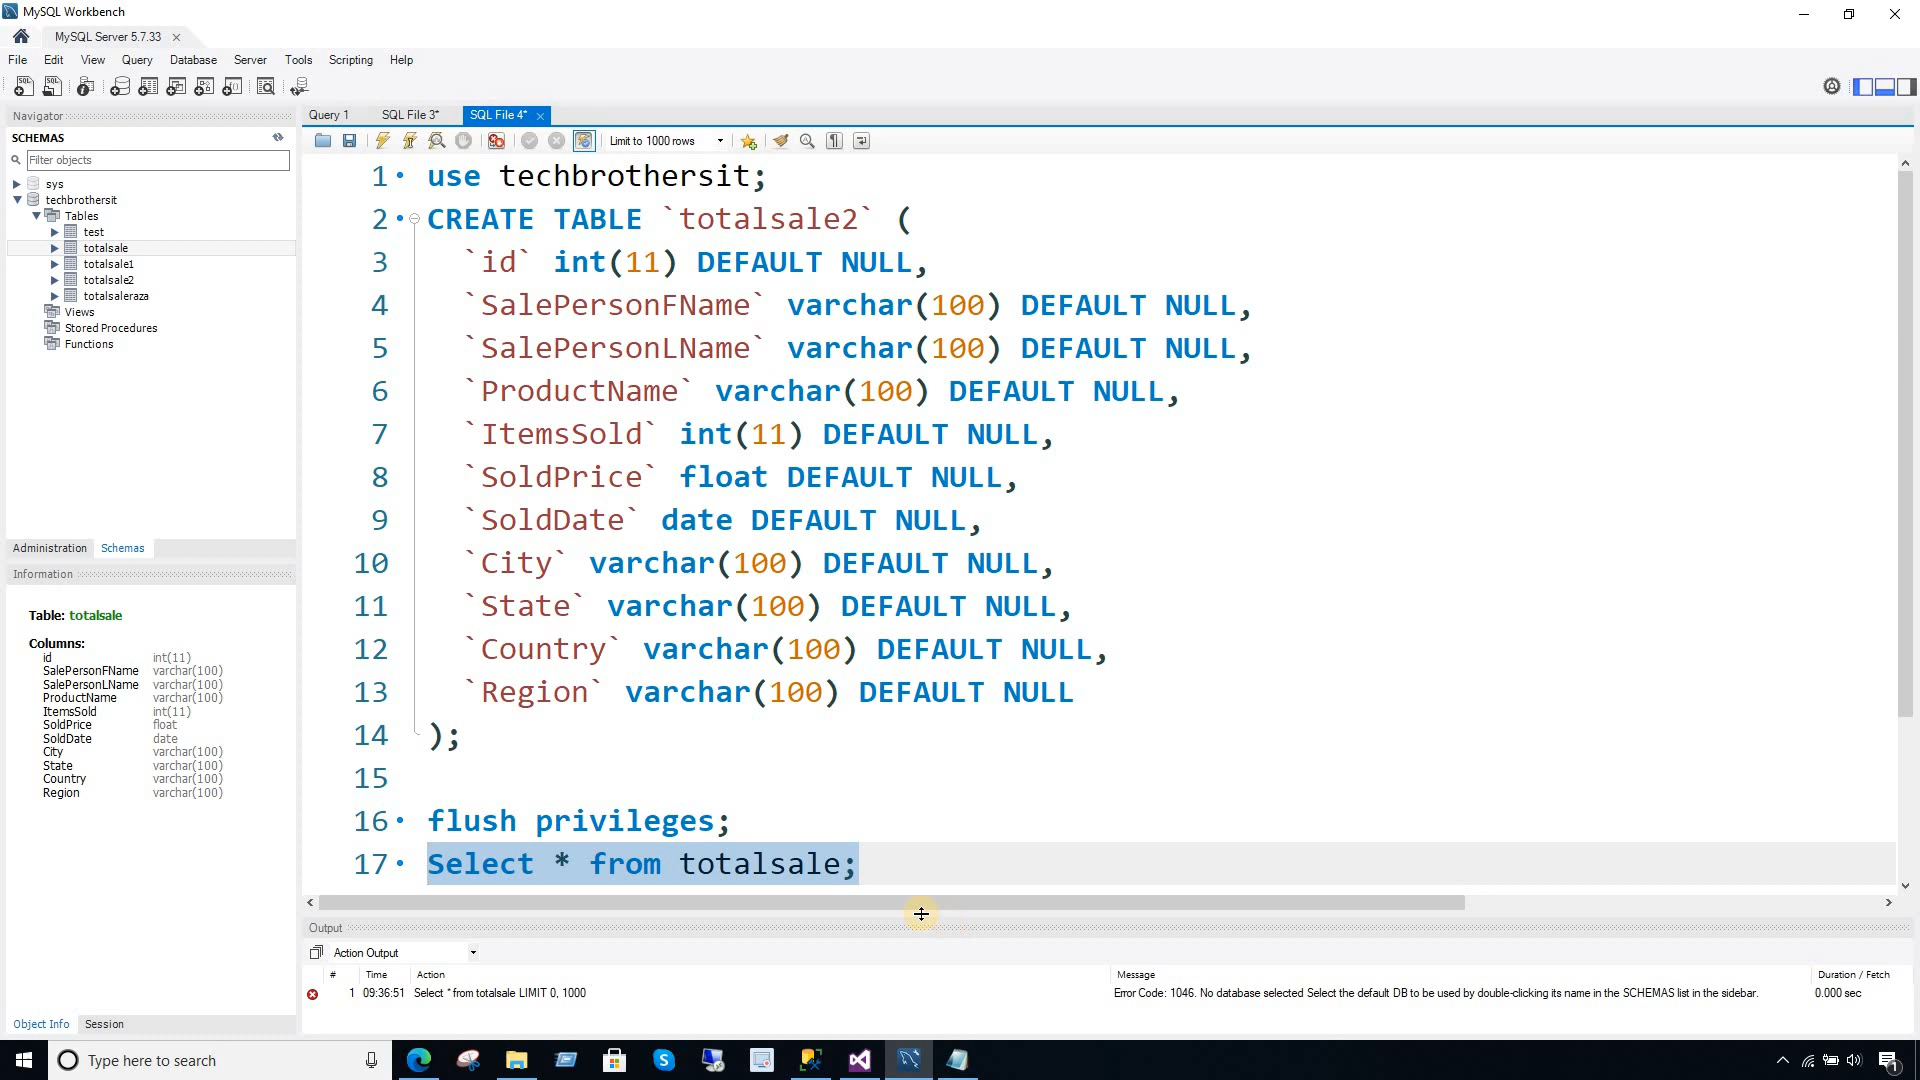 MySQL Workbench
MySQL Server 5.7.33
File Edit View Query Database Server Tools Scripting Help
Navigator
SCHEMAS
Filter objects
sys
techbrothersit
Tables
test
totalsale
totalsale1
totalsale2
totalsaleraza
Views
Stored Procedures
Functions
Administration Schemas
Information
Table: totalsale
Columns:
id int(11)
SalePersonFName varchar(100)
SalePersonLName varchar(100)
ProductName varchar(100)
ItemsSold int(11)
SoldPrice float
SoldDate date
City varchar(100)
State varchar(100)
Country varchar(100)
Region varchar(100)
Object Info Session
Query 1 SQL File 3* SQL File 4*
Limit to 1000 rows
1 use techbrothersit;
2 CREATE TABLE `totalsale2` (
3 `id` int(11) DEFAULT NULL,
4 `SalePersonFName` varchar(100) DEFAULT NULL,
5 `SalePersonLName` varchar(100) DEFAULT NULL,
6 `ProductName` varchar(100) DEFAULT NULL,
7 `ItemsSold` int(11) DEFAULT NULL,
8 `SoldPrice` float DEFAULT NULL,
9 `SoldDate` date DEFAULT NULL,
10 `City` varchar(100) DEFAULT NULL,
11 `State` varchar(100) DEFAULT NULL,
12 `Country` varchar(100) DEFAULT NULL,
13 `Region` varchar(100) DEFAULT NULL
14 );
15
16 flush privileges;
17 Select * from totalsale;
Output
Action Output
# Time Action Message Duration / Fetch
1 09:36:51 Select * from totalsale LIMIT 0, 1000 Error Code: 1046. No database selected Select the default DB to be used by double-clicking its name in the SCHEMAS list in the sidebar. 0.000 sec
Type here to search
1